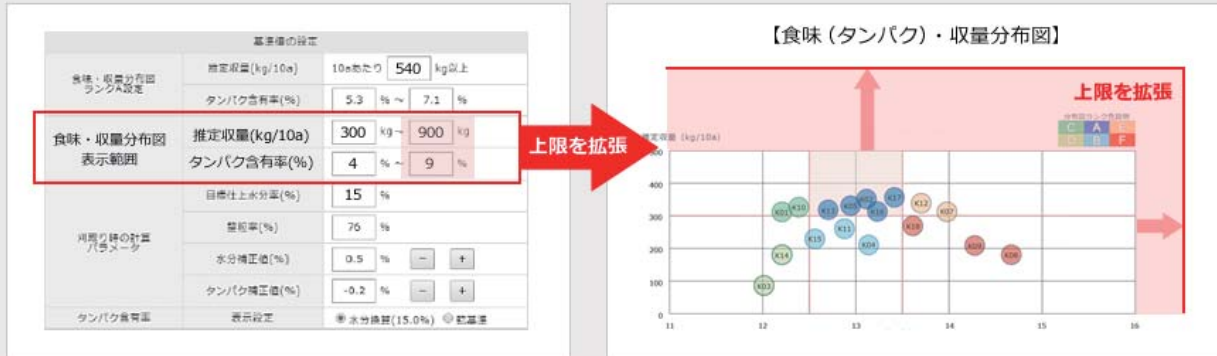 基準値の設定
食味・収量分布図
ランクA設定
推定収量(kg/10a)
10aあたり 540 kg以上
タンパク含有率(%)
5.3 % ～ 7.1 %
食味・収量分布図
表示範囲
推定収量(kg/10a)
300 kg～ 900 kg
タンパク含有率(%)
4 % ～ 9 %
刈取り時の計算
パラメータ
目標仕上水分率(%)
15 %
整粒率(%)
76 %
水分補正値(%)
0.5 % － ＋
タンパク補正値(%)
-0.2 % － ＋
タンパク含有率
表示設定
水分換算(15.0%) 乾基準
上限を拡張
【食味（タンパク）・収量分布図】
上限を拡張
C A E
D B F
推定収量 (kg/10a)
400
300
200
100
0
11 12 13 14 15 16
K01 K10 K13 K05 K16 K17 K12 K07
K15 K11 K04 K18
K14 K09 K06
K03